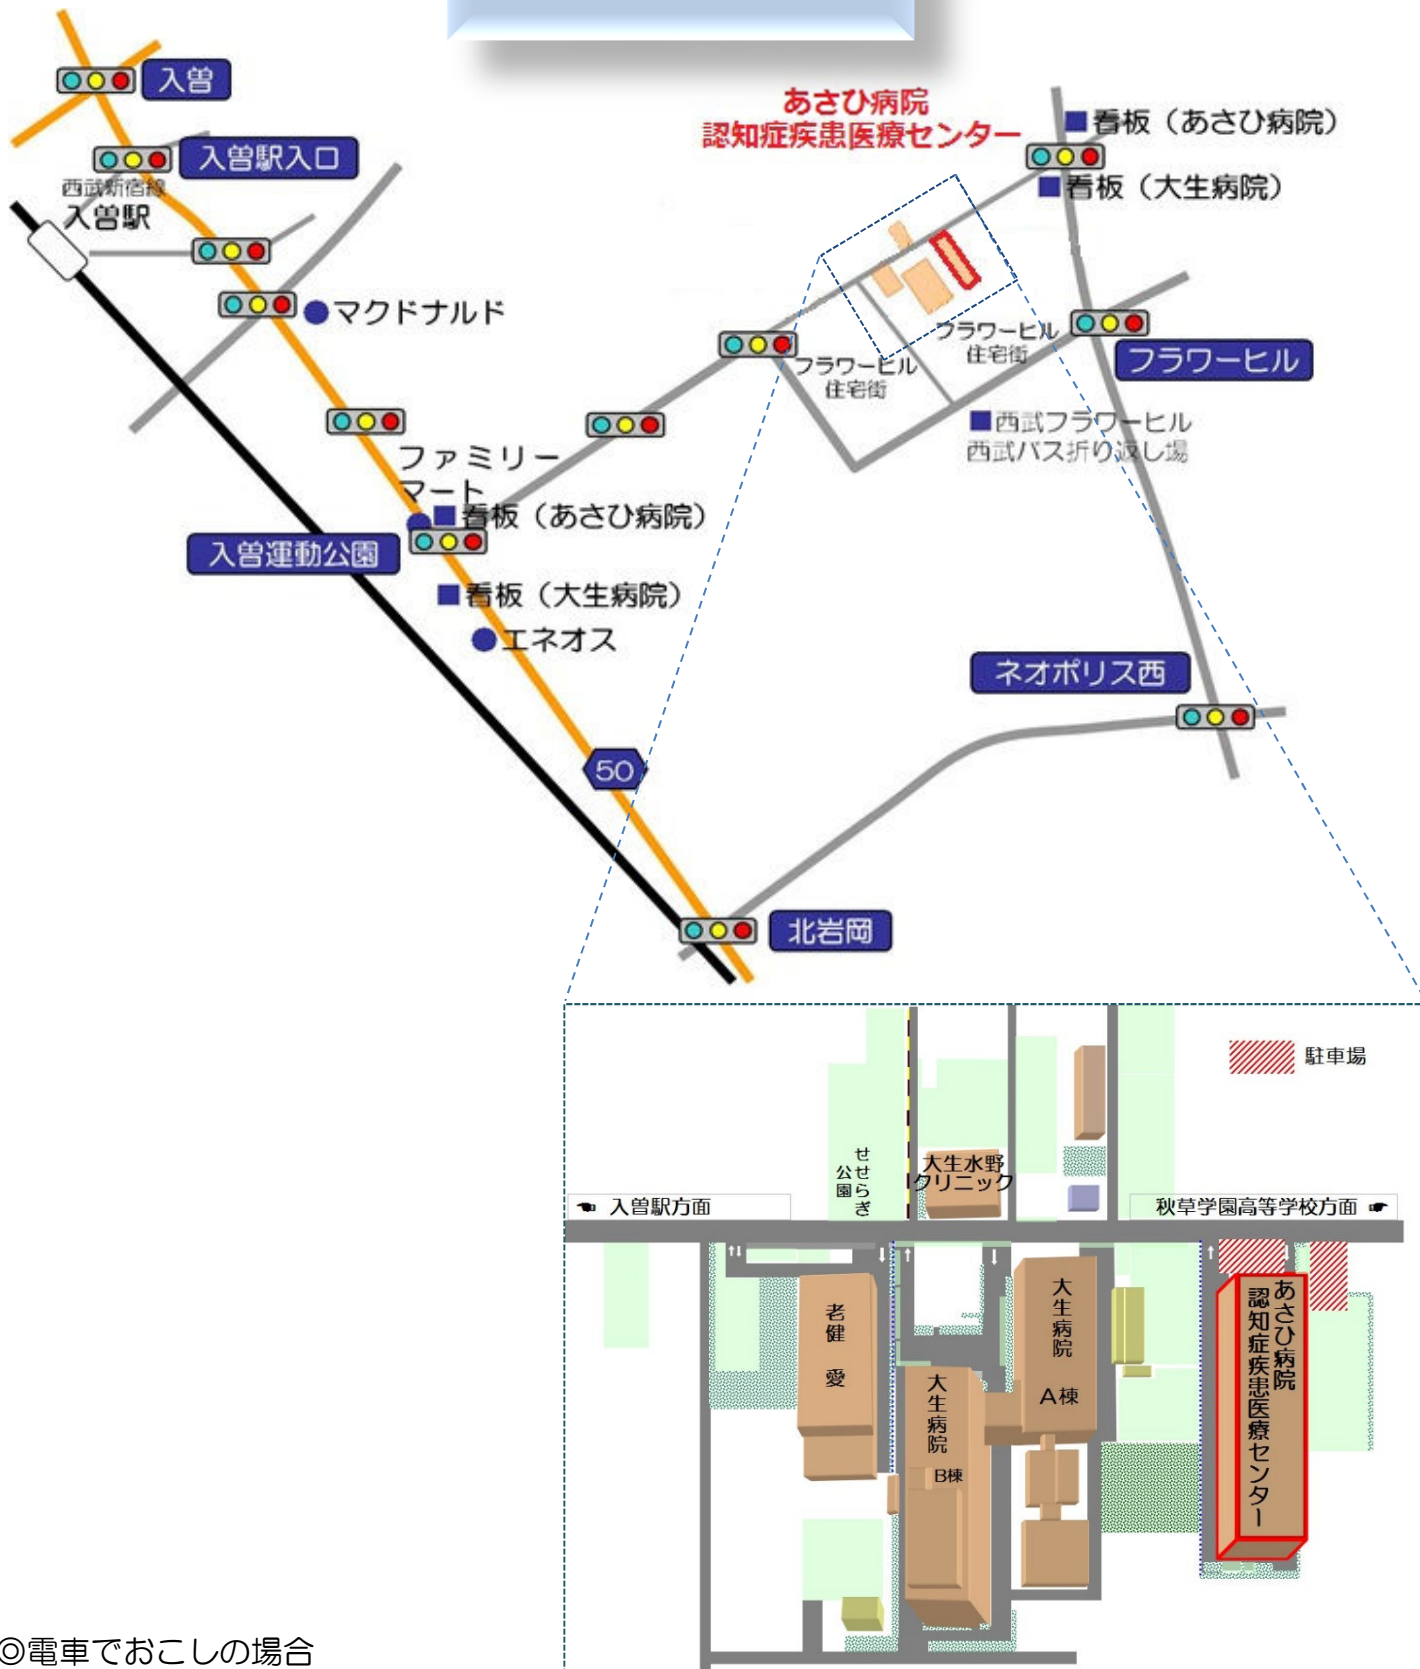 入曽
入曽駅入口
西武新宿線
入曽駅
あさひ病院
認知症疾患医療センター
看板（あさひ病院）
看板（大生病院）
マクドナルド
フラワーヒル
住宅街
フラワーヒル
住宅街
フラワーヒル
西武フラワーヒル
西武バス折り返し場
ファミリー
マート
看板（あさひ病院）
入曽運動公園
看板（大生病院）
エネオス
ネオポリス西
50
北岩岡
駐車場
せせらぎ
公園
大生水野
クリニック
☚ 入曽駅方面
秋草学園高等学校方面 ☛
↑↓
↓
↑
↓
↑
↓
老健 愛
大生病院
A棟
大生病院
B棟
あさひ病院
認知症疾患医療センター
◎電車でおこしの場合